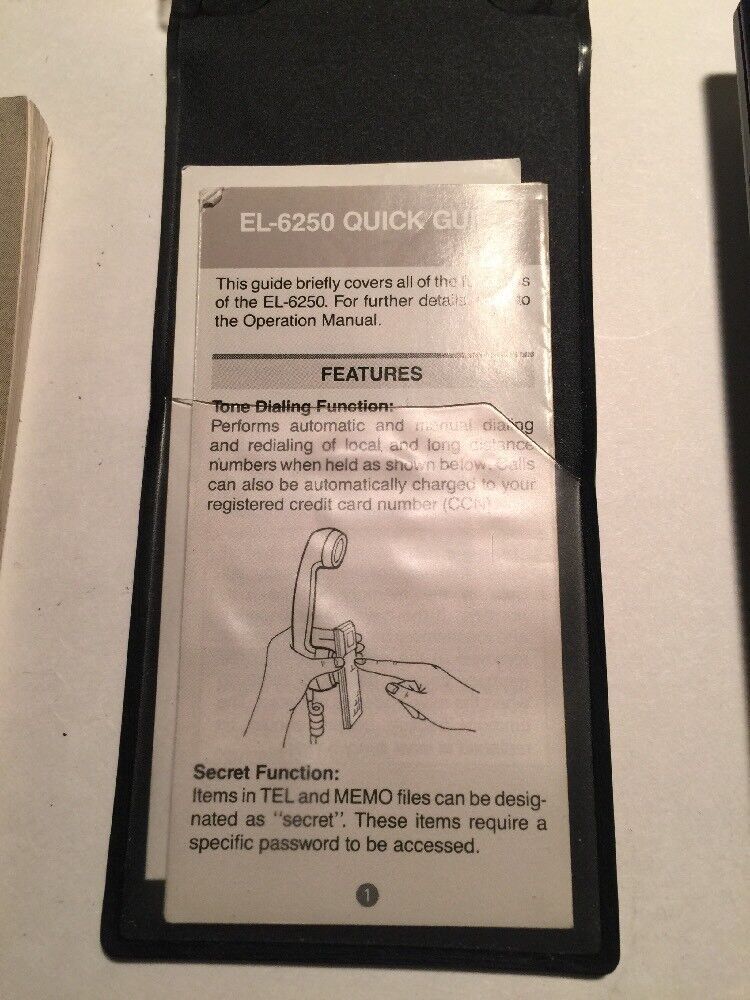 EL-6250 QUICK
This guide briefly covers all of the
of the EL-6250. For further details, to
the Operation Manual.
FEATURES
Tone Dialing Function:
Performs automatic and manual dialing
and redialing of local and long distance
numbers when held as shown below. Calls
can also be automatically charged to your
registered credit card number (CCN)
Secret Function:
Items in TEL and MEMO files can be desig-
nated as "secret". These items require a
specific password to be accessed.
1